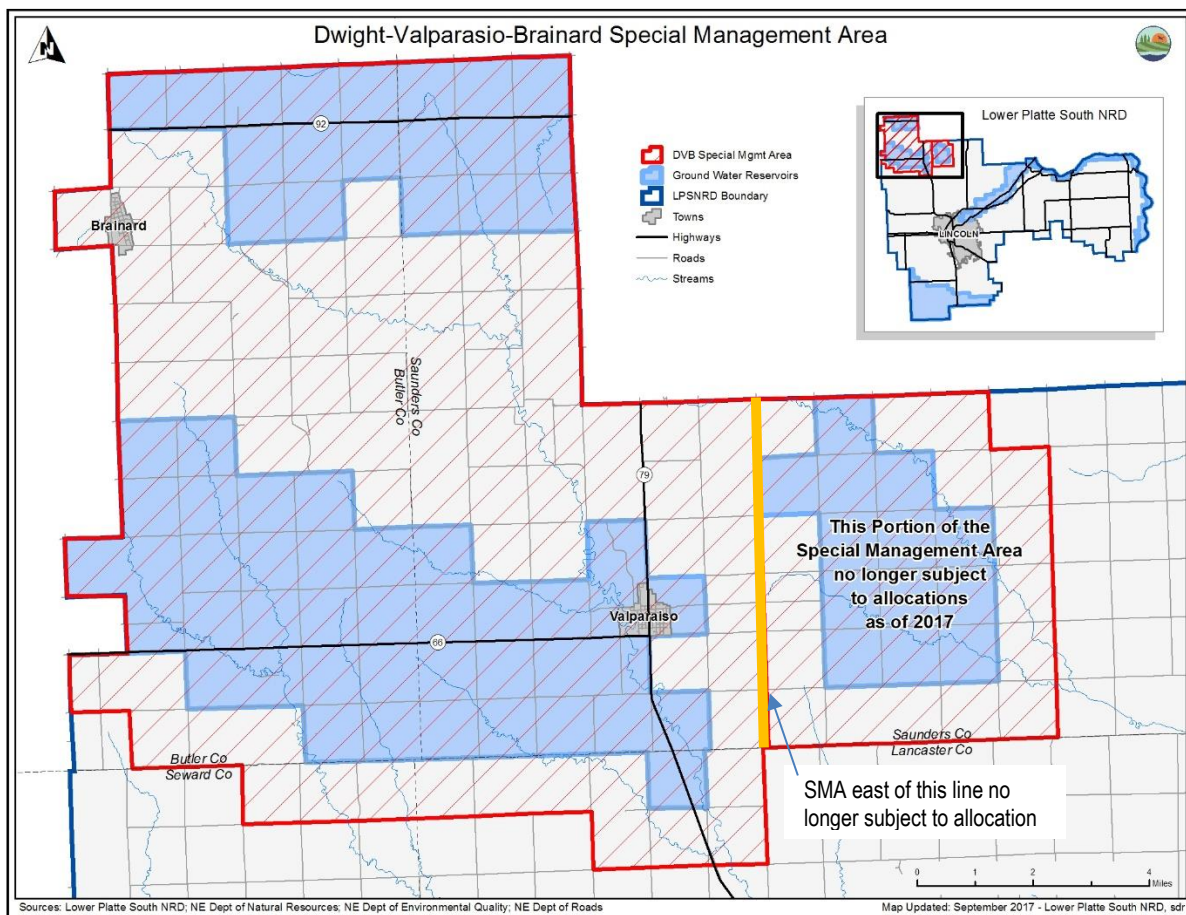 Dwight-Valparasio-Brainard Special Management Area
N
Lower Platte South NRD
LINCOLN
DVB Special Mgmt Area
Ground Water Reservoirs
LPSNRD Boundary
Towns
Highways
Roads
Streams
92
Brainard
Saunders Co
Butler Co
79
This Portion of the
Special Management Area
no longer subject
to allocations
as of 2017
Valparaiso
66
Saunders Co
Lancaster Co
Butler Co
Seward Co
SMA east of this line no
longer subject to allocation
0 1 2 4
Miles
Sources: Lower Platte South NRD; NE Dept of Natural Resources; NE Dept of Environmental Quality; NE Dept of Roads
Map Updated: September 2017 - Lower Platte South NRD, sdr